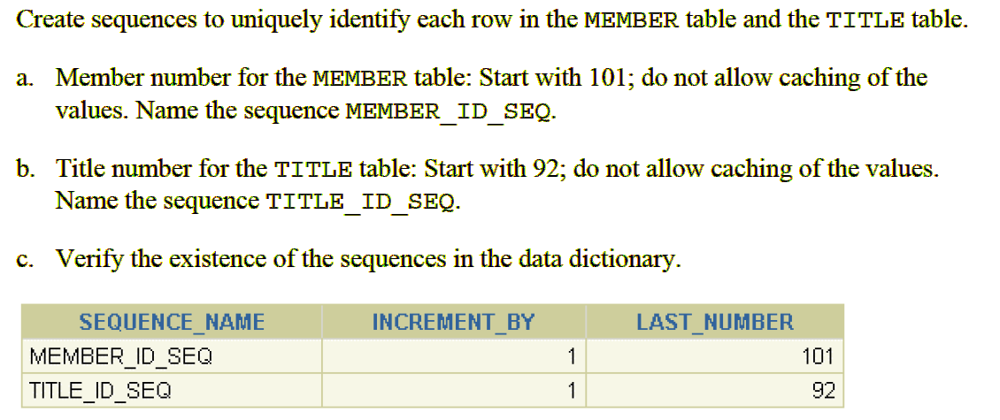 Create sequences to uniquely identify each row in the MEMBER table and the TITLE table.
a. Member number for the MEMBER table: Start with 101; do not allow caching of the
values. Name the sequence MEMBER_ID_SEQ.
b. Title number for the TITLE table: Start with 92; do not allow caching of the values.
Name the sequence TITLE_ID_SEQ.
c. Verify the existence of the sequences in the data dictionary.
SEQUENCE_NAME INCREMENT_BY LAST_NUMBER
MEMBER_ID_SEQ 1 101
TITLE_ID_SEQ 1 92